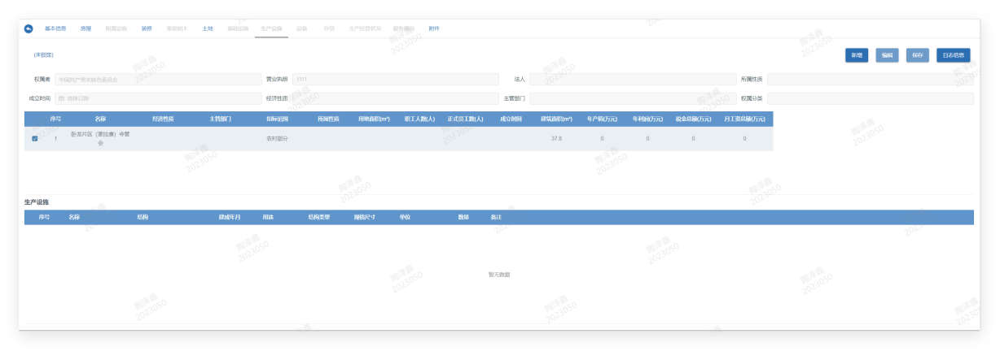 基本信息 房屋 附属设施 装修 零星树木 土地 基础设施 生产设施 设备 存货 生产经营状况 附件
(未锁定)
新增 编辑 保存 日志信息
权属者 营业执照 1111 法人 所属性质
成立时间 选择日期 经济性质 主管部门 权属分类
序号 名称 经济性质 主管部门 指标范围 所属性质 用地面积(m²) 职工人数(人) 正式员工数(人) 成立时间 建筑面积(m²) 年产值(万元) 年利润(万元) 税金总额(万元) 月工资总额(万元)
1 卧龙片区（麦拉康）寺管会 农村部分 37.8 0 0 0 0
生产设施
序号 名称 结构 建成年月 用途 结构类型 规格尺寸 单位 数量 备注
暂无数据
2023050